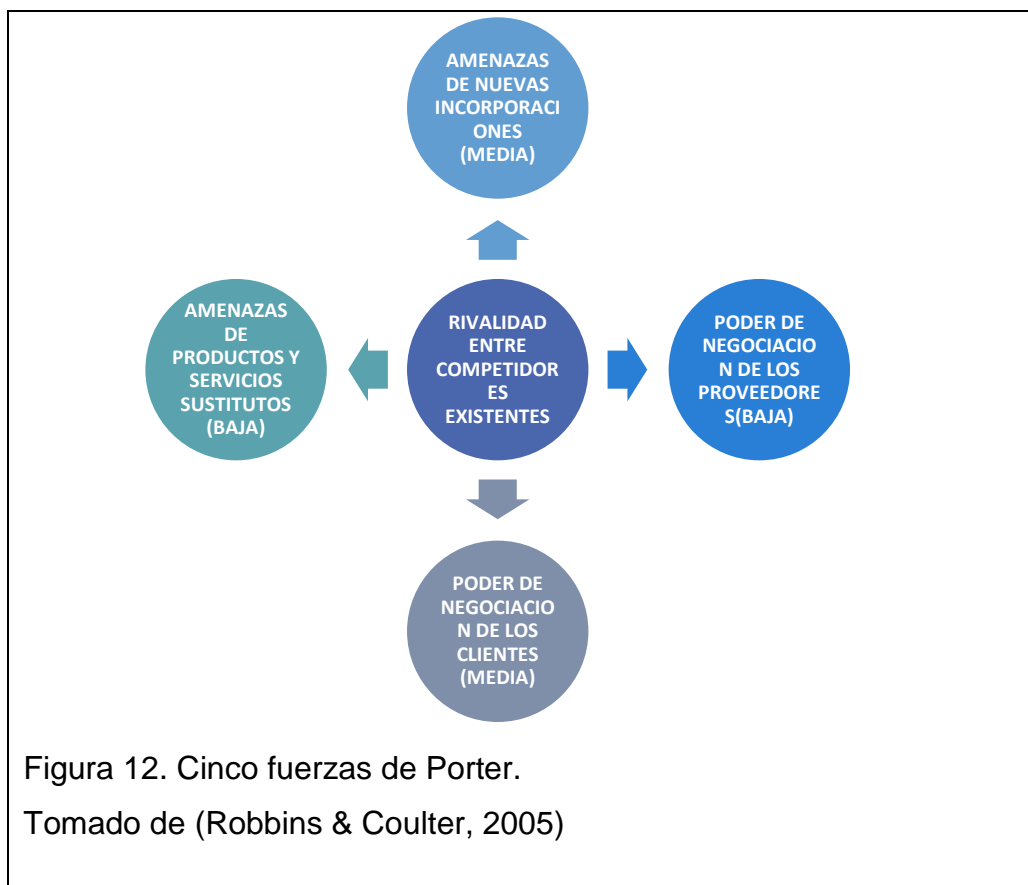 AMENAZAS
DE NUEVAS
INCORPORACI
ONES
(MEDIA)
AMENAZAS
DE
PRODUCTOS Y
SERVICIOS
SUSTITUTOS
(BAJA)
RIVALIDAD
ENTRE
COMPETIDOR
ES
EXISTENTES
PODER DE
NEGOCIACIO
N DE LOS
PROVEEDORE
S(BAJA)
PODER DE
NEGOCIACIO
N DE LOS
CLIENTES
(MEDIA)
Figura 12. Cinco fuerzas de Porter.
Tomado de (Robbins & Coulter, 2005)